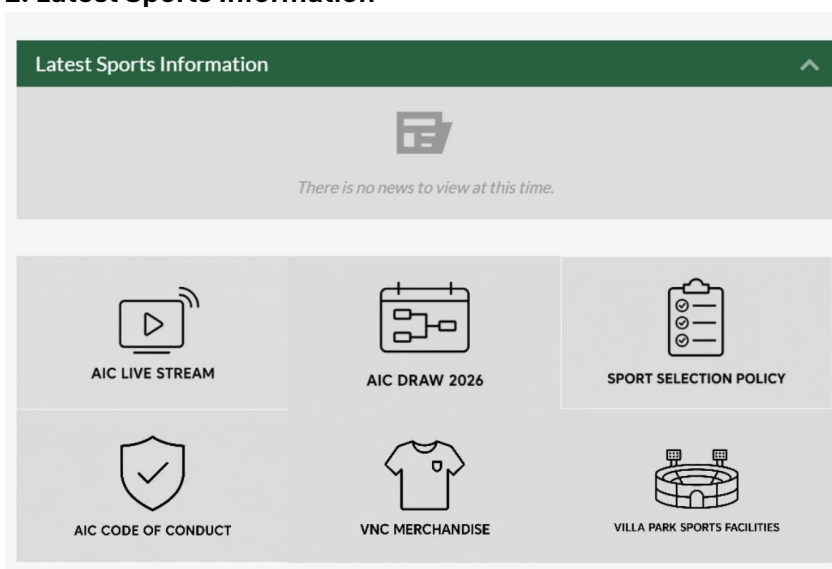 2. Latest Sports Information
Latest Sports Information
There is no news to view at this time.
AIC LIVE STREAM
AIC DRAW 2026
SPORT SELECTION POLICY
AIC CODE OF CONDUCT
VNC MERCHANDISE
VILLA PARK SPORTS FACILITIES